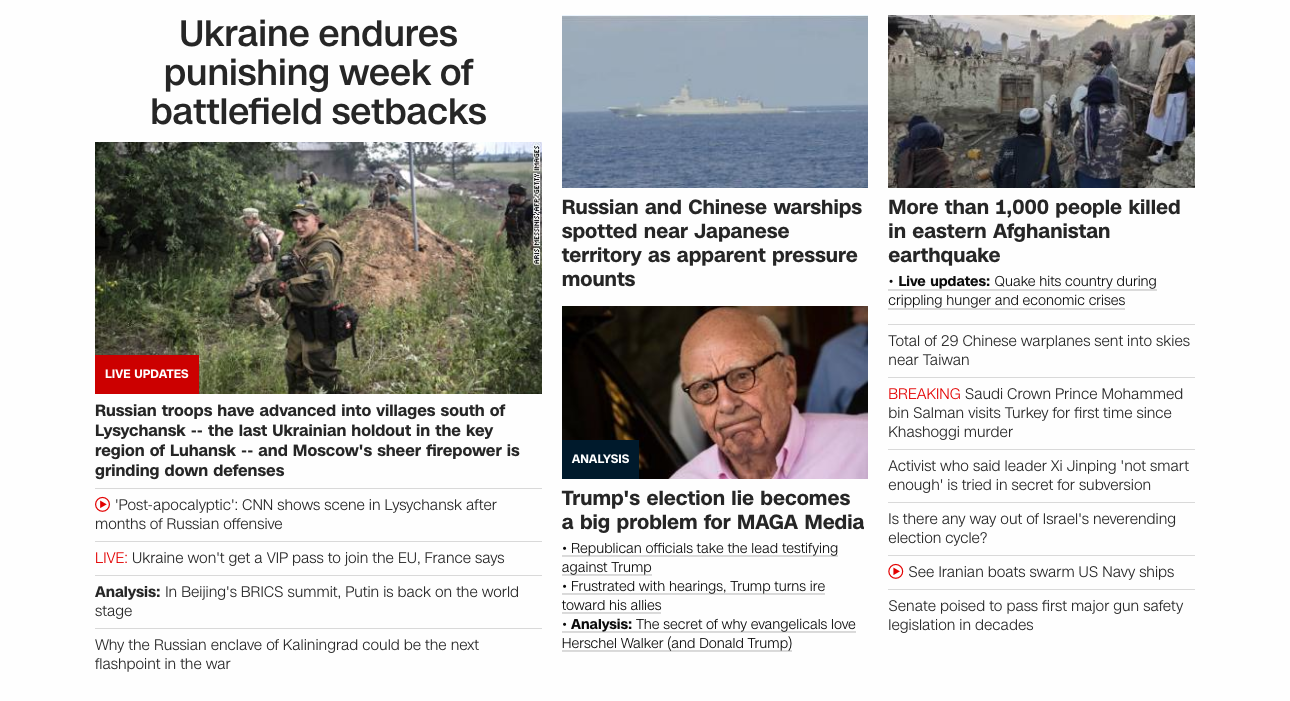 Ukraine endures
punishing week of
battlefield setbacks
ARIS MESSINIS/AFP/GETTY IMAGES
LIVE UPDATES
Russian troops have advanced into villages south of
Lysychansk -- the last Ukrainian holdout in the key
region of Luhansk -- and Moscow's sheer firepower is
grinding down defenses
'Post-apocalyptic': CNN shows scene in Lysychansk after
months of Russian offensive
LIVE: Ukraine won't get a VIP pass to join the EU, France says
Analysis: In Beijing's BRICS summit, Putin is back on the world
stage
Why the Russian enclave of Kaliningrad could be the next
flashpoint in the war
Russian and Chinese warships
spotted near Japanese
territory as apparent pressure
mounts
ANALYSIS
Trump's election lie becomes
a big problem for MAGA Media
• Republican officials take the lead testifying
against Trump
• Frustrated with hearings, Trump turns ire
toward his allies
• Analysis: The secret of why evangelicals love
Herschel Walker (and Donald Trump)
More than 1,000 people killed
in eastern Afghanistan
earthquake
• Live updates: Quake hits country during
crippling hunger and economic crises
Total of 29 Chinese warplanes sent into skies
near Taiwan
BREAKING Saudi Crown Prince Mohammed
bin Salman visits Turkey for first time since
Khashoggi murder
Activist who said leader Xi Jinping 'not smart
enough' is tried in secret for subversion
Is there any way out of Israel's neverending
election cycle?
See Iranian boats swarm US Navy ships
Senate poised to pass first major gun safety
legislation in decades